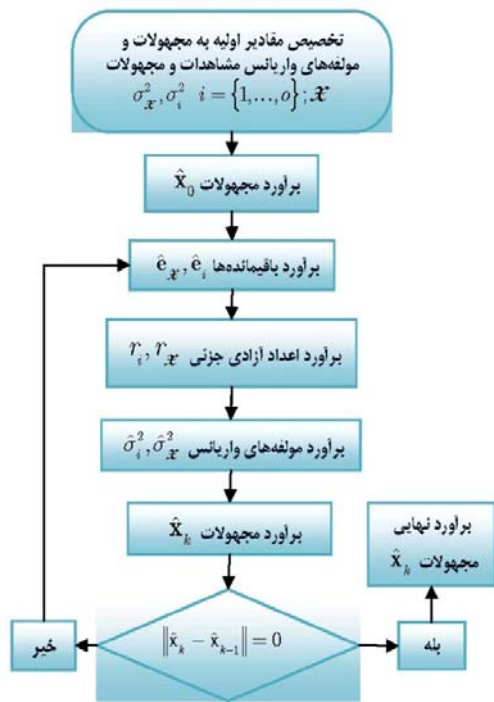 تخصیص مقادیر اولیه به مجهولات و
مولفه‌های واریانس مشاهدات و مجهولات
σ²_𝒳, σ²_i  i = {1,...,o}; 𝒳
برآورد مجهولات x̂₀
برآورد باقیمانده‌ها ê_𝒳, ê_i
برآورد اعداد آزادی جزئی r_i, r_𝒳
برآورد مولفه‌های واریانس σ̂²_i, σ̂²_𝒳
برآورد مجهولات x̂_k
‖x̂_k − x̂_{k−1}‖ = 0
خیر
بله
برآورد نهایی
مجهولات x̂_k